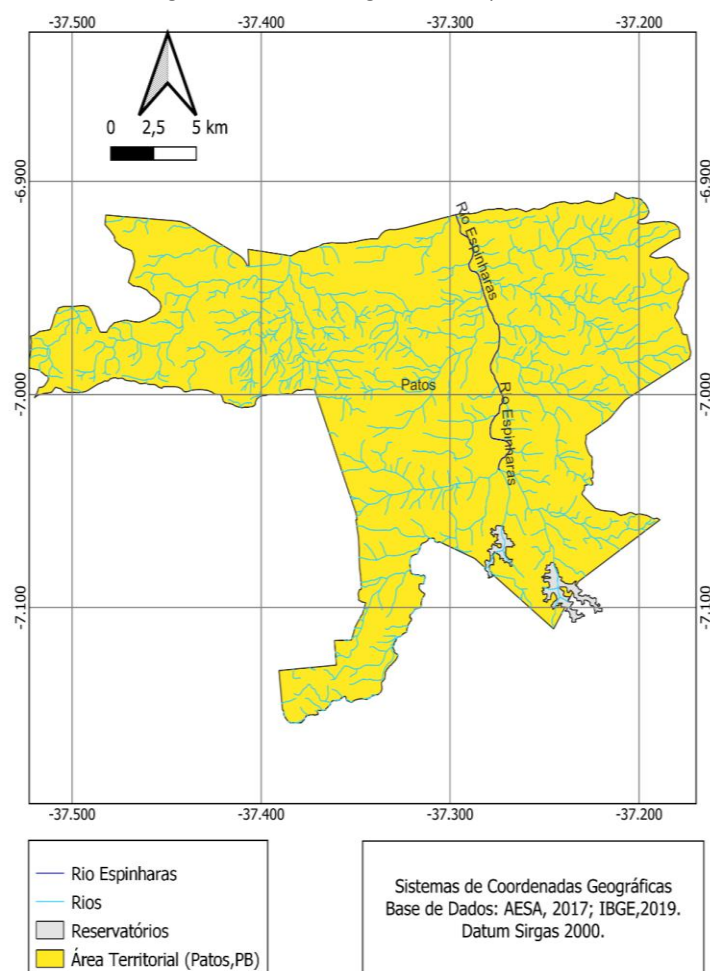 -37.500 -37.400 -37.300 -37.200
0 2,5 5 km
-6.900 -6.900
Rio Espinharas
Patos
-7.000 -7.000
Rio Espinharas
-7.100 -7.100
-37.500 -37.400 -37.300 -37.200
Rio Espinharas
Rios
Reservatórios
Área Territorial (Patos,PB)
Sistemas de Coordenadas Geográficas
Base de Dados: AESA, 2017; IBGE,2019.
Datum Sirgas 2000.